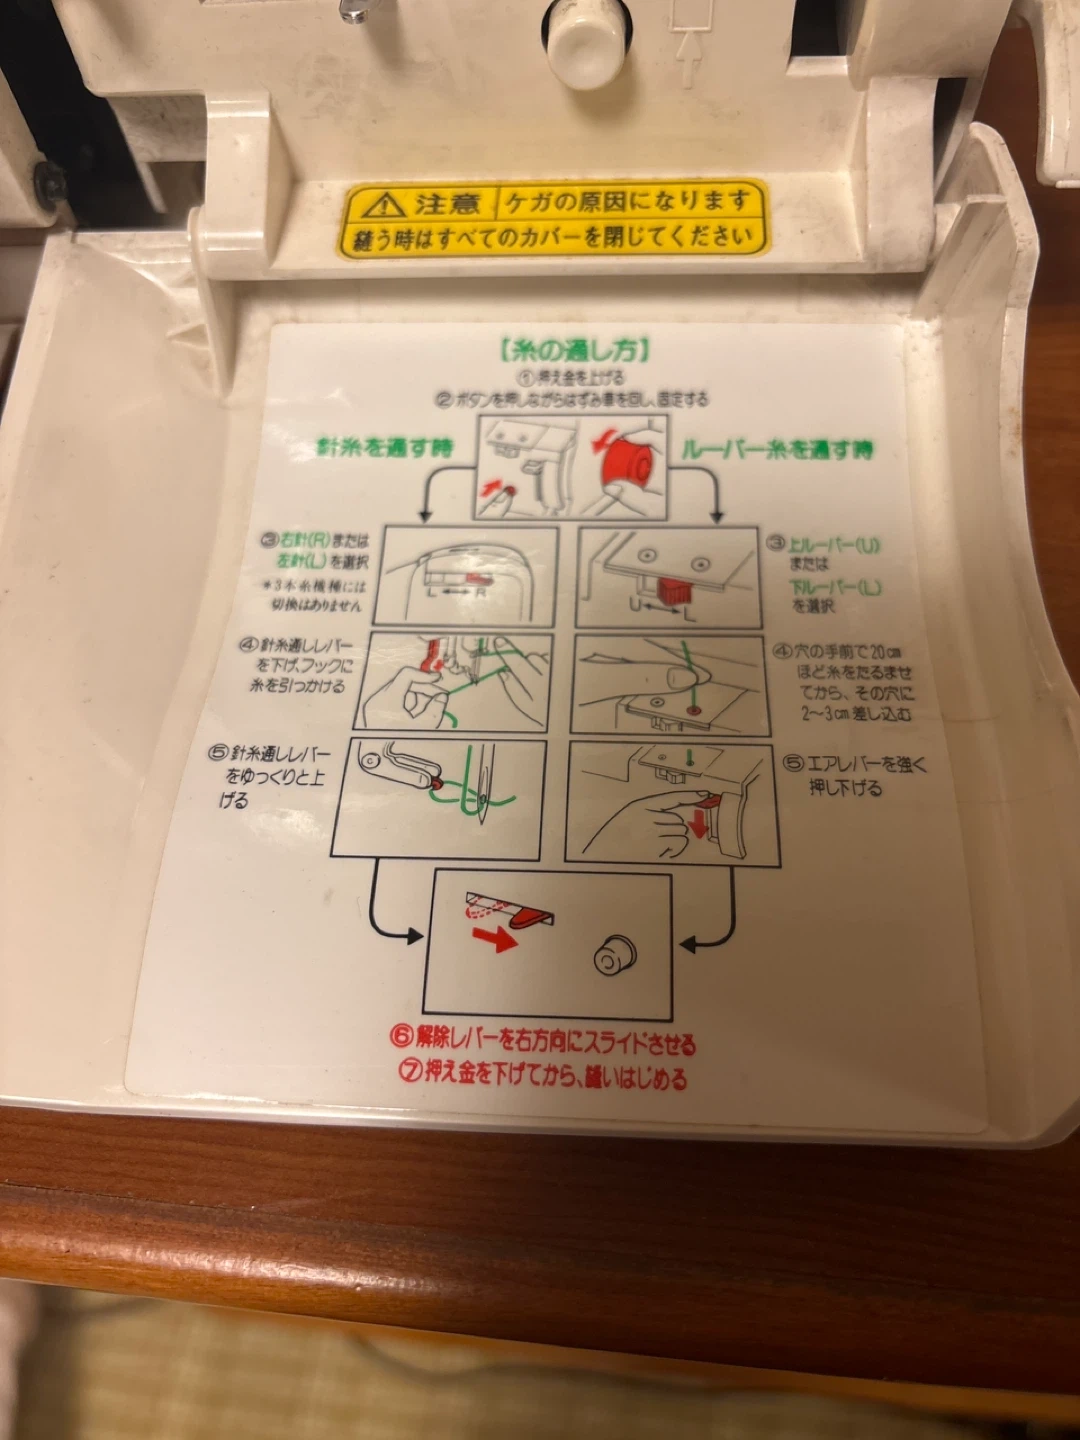 注意 ケガの原因になります
縫う時はすべてのカバーを閉じてください
【糸の通し方】
①押え金を上げる
②ボタンを押しながらはずみ車を回し、固定する
針糸を通す時
③右針(R)または
左針(L)を選択
*3本糸機種には
切換はありません
L R
④針糸通しレバー
を下げ、フックに
糸を引っかける
⑤針糸通しレバー
をゆっくりと上
げる
ルーパー糸を通す時
③上ルーパー(U)
または
下ルーパー(L)
を選択
U L
④穴の手前で20cm
ほど糸をたるませ
てから、その穴に
2～3cm差し込む
⑤エアレバーを強く
押し下げる
⑥解除レバーを右方向にスライドさせる
⑦押え金を下げてから、縫いはじめる